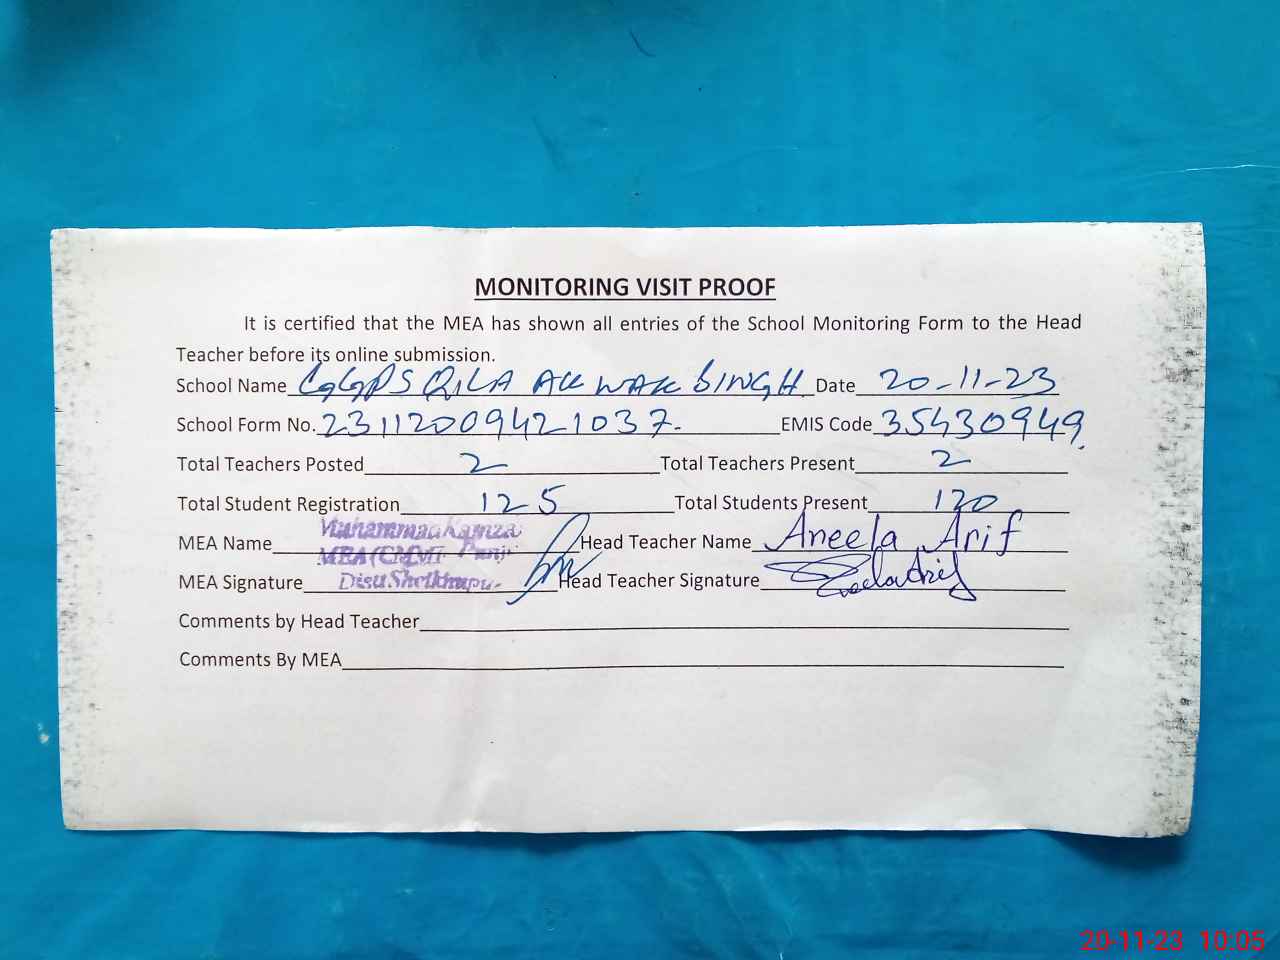 MONITORING VISIT PROOF
It is certified that the MEA has shown all entries of the School Monitoring Form to the Head
Teacher before its online submission.
School Name GGPS QILA AK WAK SINGH Date 20-11-23
School Form No. 23112009421037. EMIS Code 35430949
Total Teachers Posted 2 Total Teachers Present 2
Total Student Registration 125 Total Students Present 120
MEA Name Muhammad Head Teacher Name Aneela Arif
MEA Signature Head Teacher Signature
Comments by Head Teacher
Comments By MEA
20-11-23 10:05